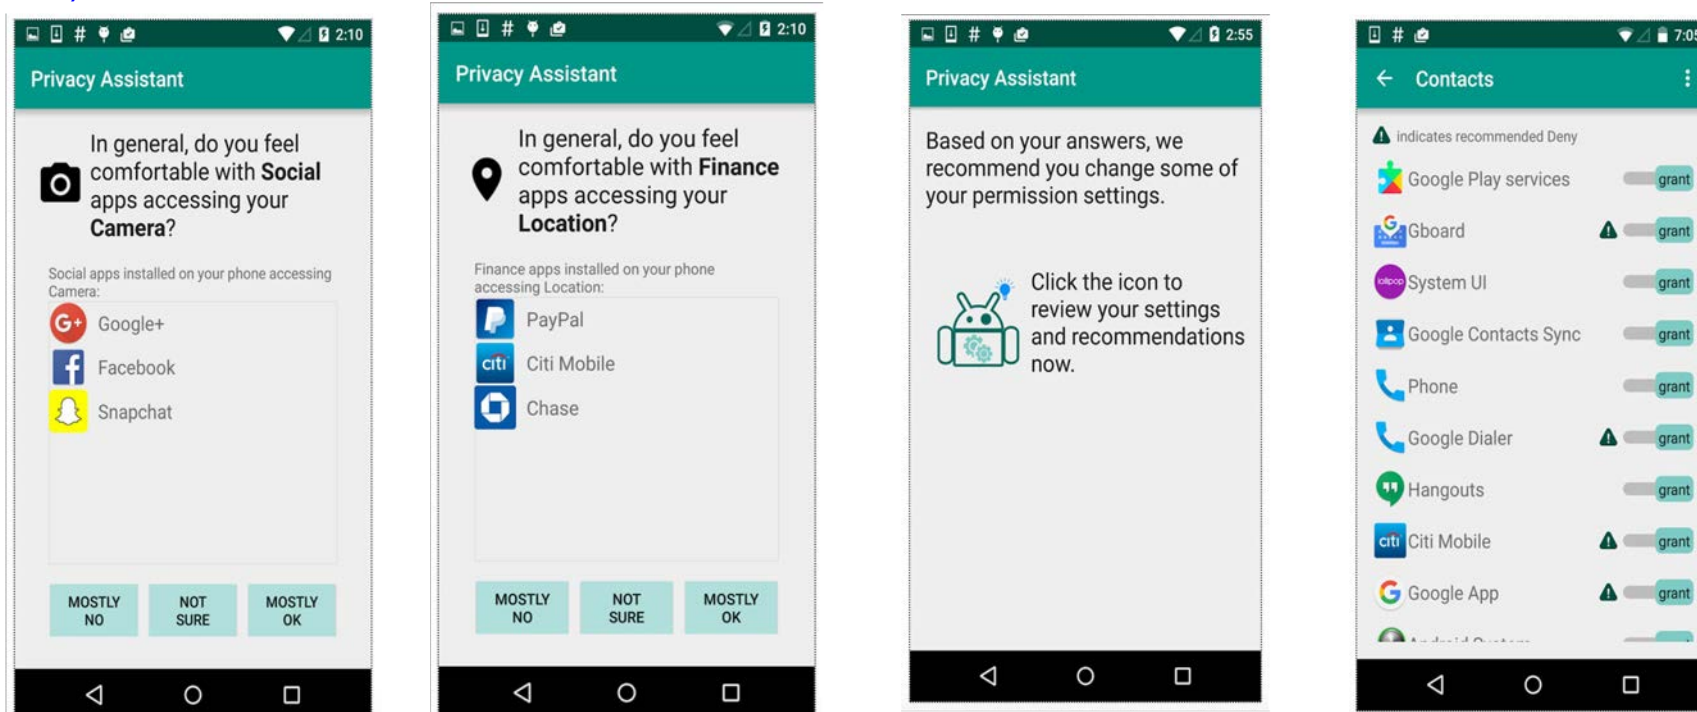 2:10
Privacy Assistant
In general, do you feel
comfortable with Social
apps accessing your
Camera?
Social apps installed on your phone accessing
Camera:
Google+
Facebook
Snapchat
MOSTLY NO
NOT SURE
MOSTLY OK
2:10
Privacy Assistant
In general, do you feel
comfortable with Finance
apps accessing your
Location?
Finance apps installed on your phone
accessing Location:
PayPal
citi Citi Mobile
Chase
MOSTLY NO
NOT SURE
MOSTLY OK
2:55
Privacy Assistant
Based on your answers, we
recommend you change some of
your permission settings.
Click the icon to
review your settings
and recommendations
now.
7:05
Contacts
indicates recommended Deny
Google Play services grant
Gboard grant
lollipop System UI grant
Google Contacts Sync grant
Phone grant
Google Dialer grant
Hangouts grant
citi Citi Mobile grant
Google App grant